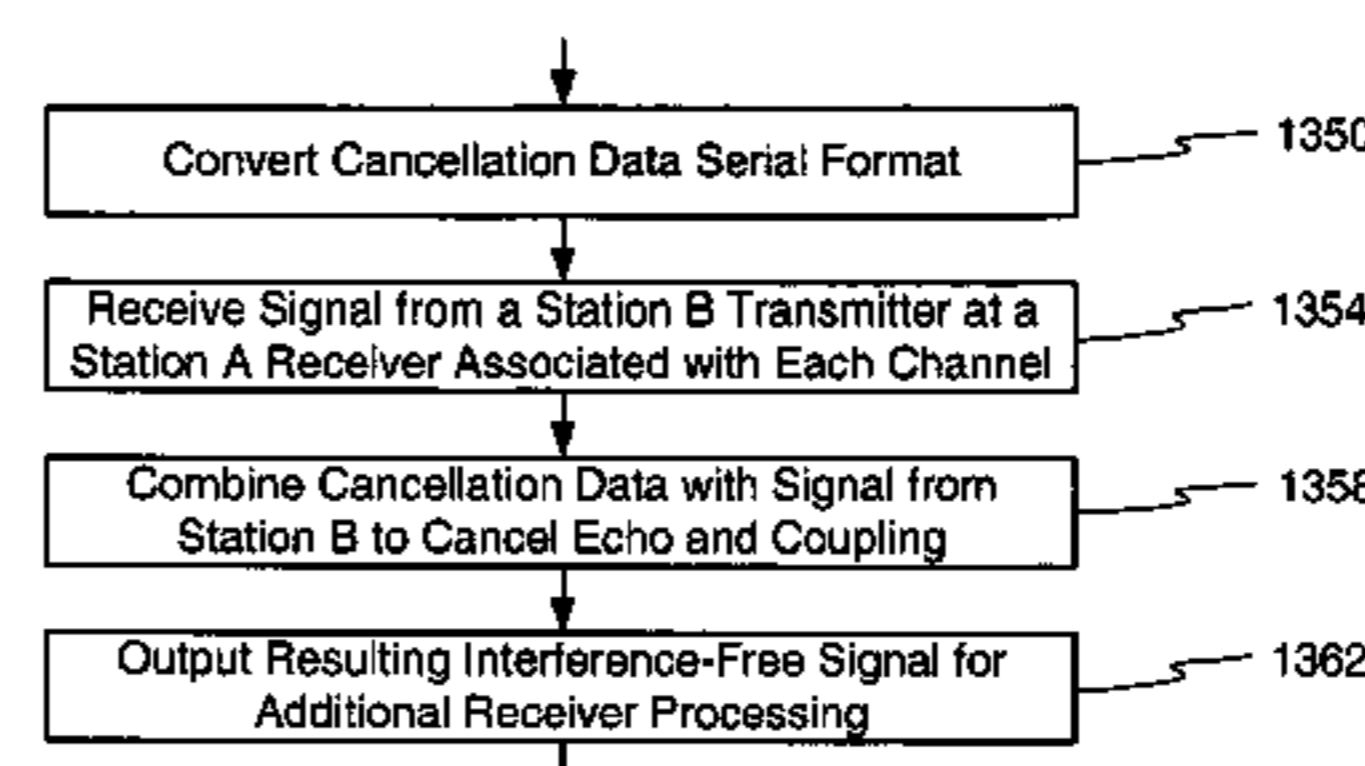 Convert Cancellation Data Serial Format
1350
Receive Signal from a Station B Transmitter at a
Station A Receiver Associated with Each Channel
1354
Combine Cancellation Data with Signal from
Station B to Cancel Echo and Coupling
1358
Output Resulting Interference-Free Signal for
Additional Receiver Processing
1362